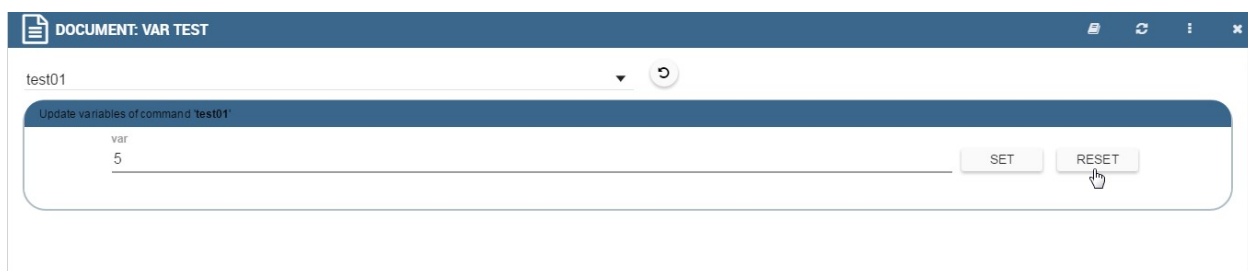 DOCUMENT: VAR TEST
test01
Update variables of command 'test01'
var
5
SET
RESET